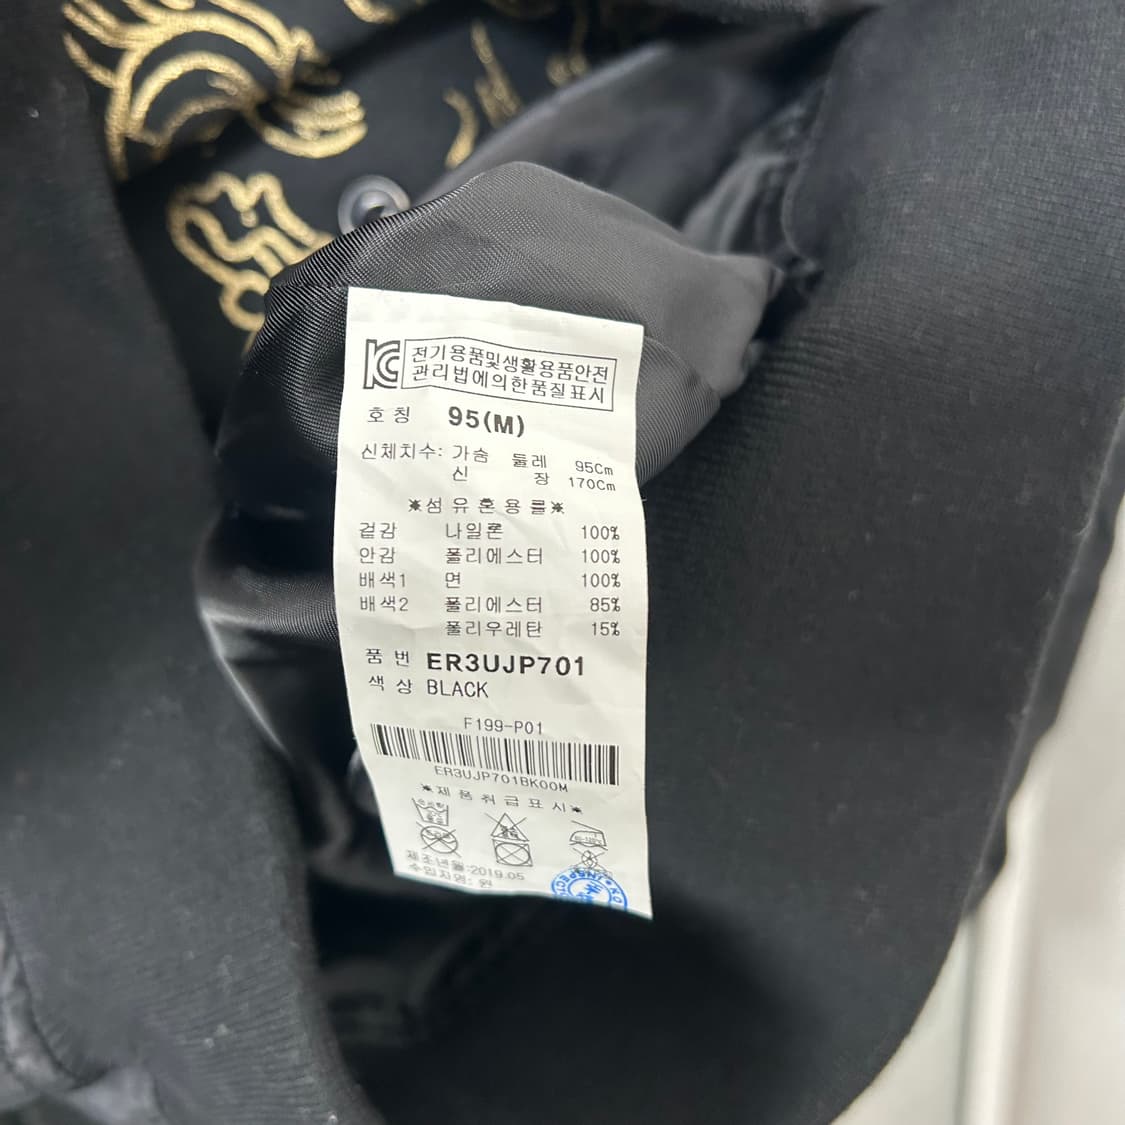 KC 전기용품및생활용품안전
관리법에의한품질표시
호칭 95(M)
신체치수: 가슴 둘레 95Cm
신 장 170Cm
※섬유혼용률※
겉감 나일론 100%
안감 폴리에스터 100%
배색1 면 100%
배색2 폴리에스터 85%
폴리우레탄 15%
품 번 ER3UJP701
색 상 BLACK
F199-P01
ER3UJP701BK00M
※제품취급표시※
제조년월:2019.05
수입자명: 원